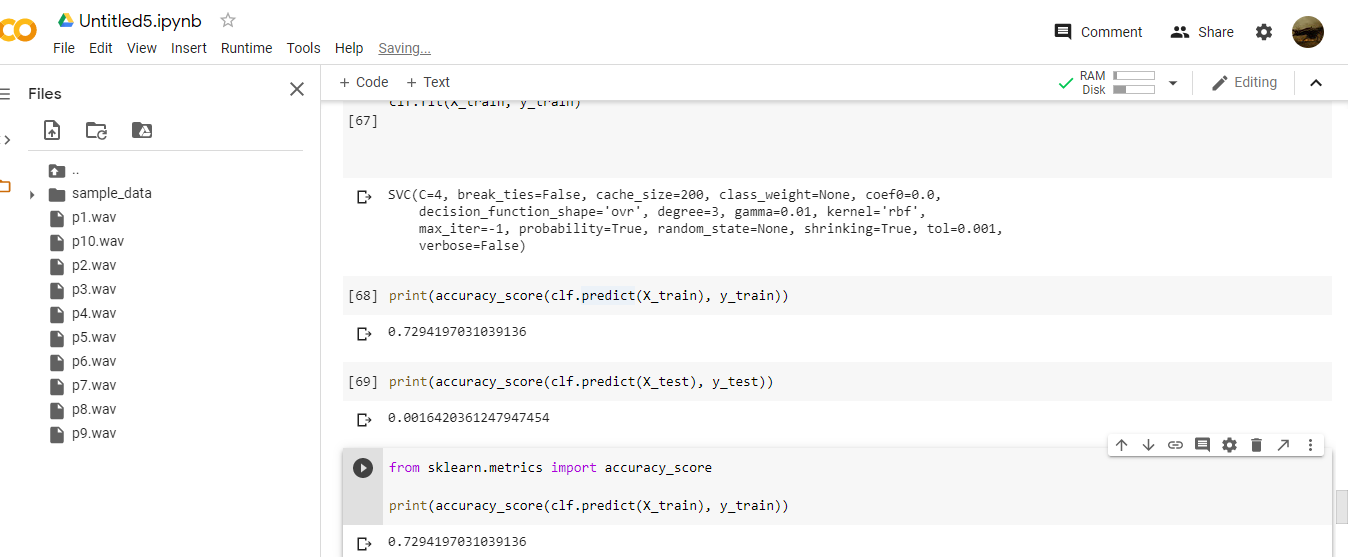 Untitled5.ipynb
File Edit View Insert Runtime Tools Help Saving...
Comment
Share
Files
+ Code + Text
RAM
Disk
Editing
..
sample_data
p1.wav
p10.wav
p2.wav
p3.wav
p4.wav
p5.wav
p6.wav
p7.wav
p8.wav
p9.wav
clf.fit(X_train, y_train)
[67]
SVC(C=4, break_ties=False, cache_size=200, class_weight=None, coef0=0.0,
decision_function_shape='ovr', degree=3, gamma=0.01, kernel='rbf',
max_iter=-1, probability=True, random_state=None, shrinking=True, tol=0.001,
verbose=False)
[68] print(accuracy_score(clf.predict(X_train), y_train))
0.7294197031039136
[69] print(accuracy_score(clf.predict(X_test), y_test))
0.0016420361247947454
from sklearn.metrics import accuracy_score
print(accuracy_score(clf.predict(X_train), y_train))
0.7294197031039136